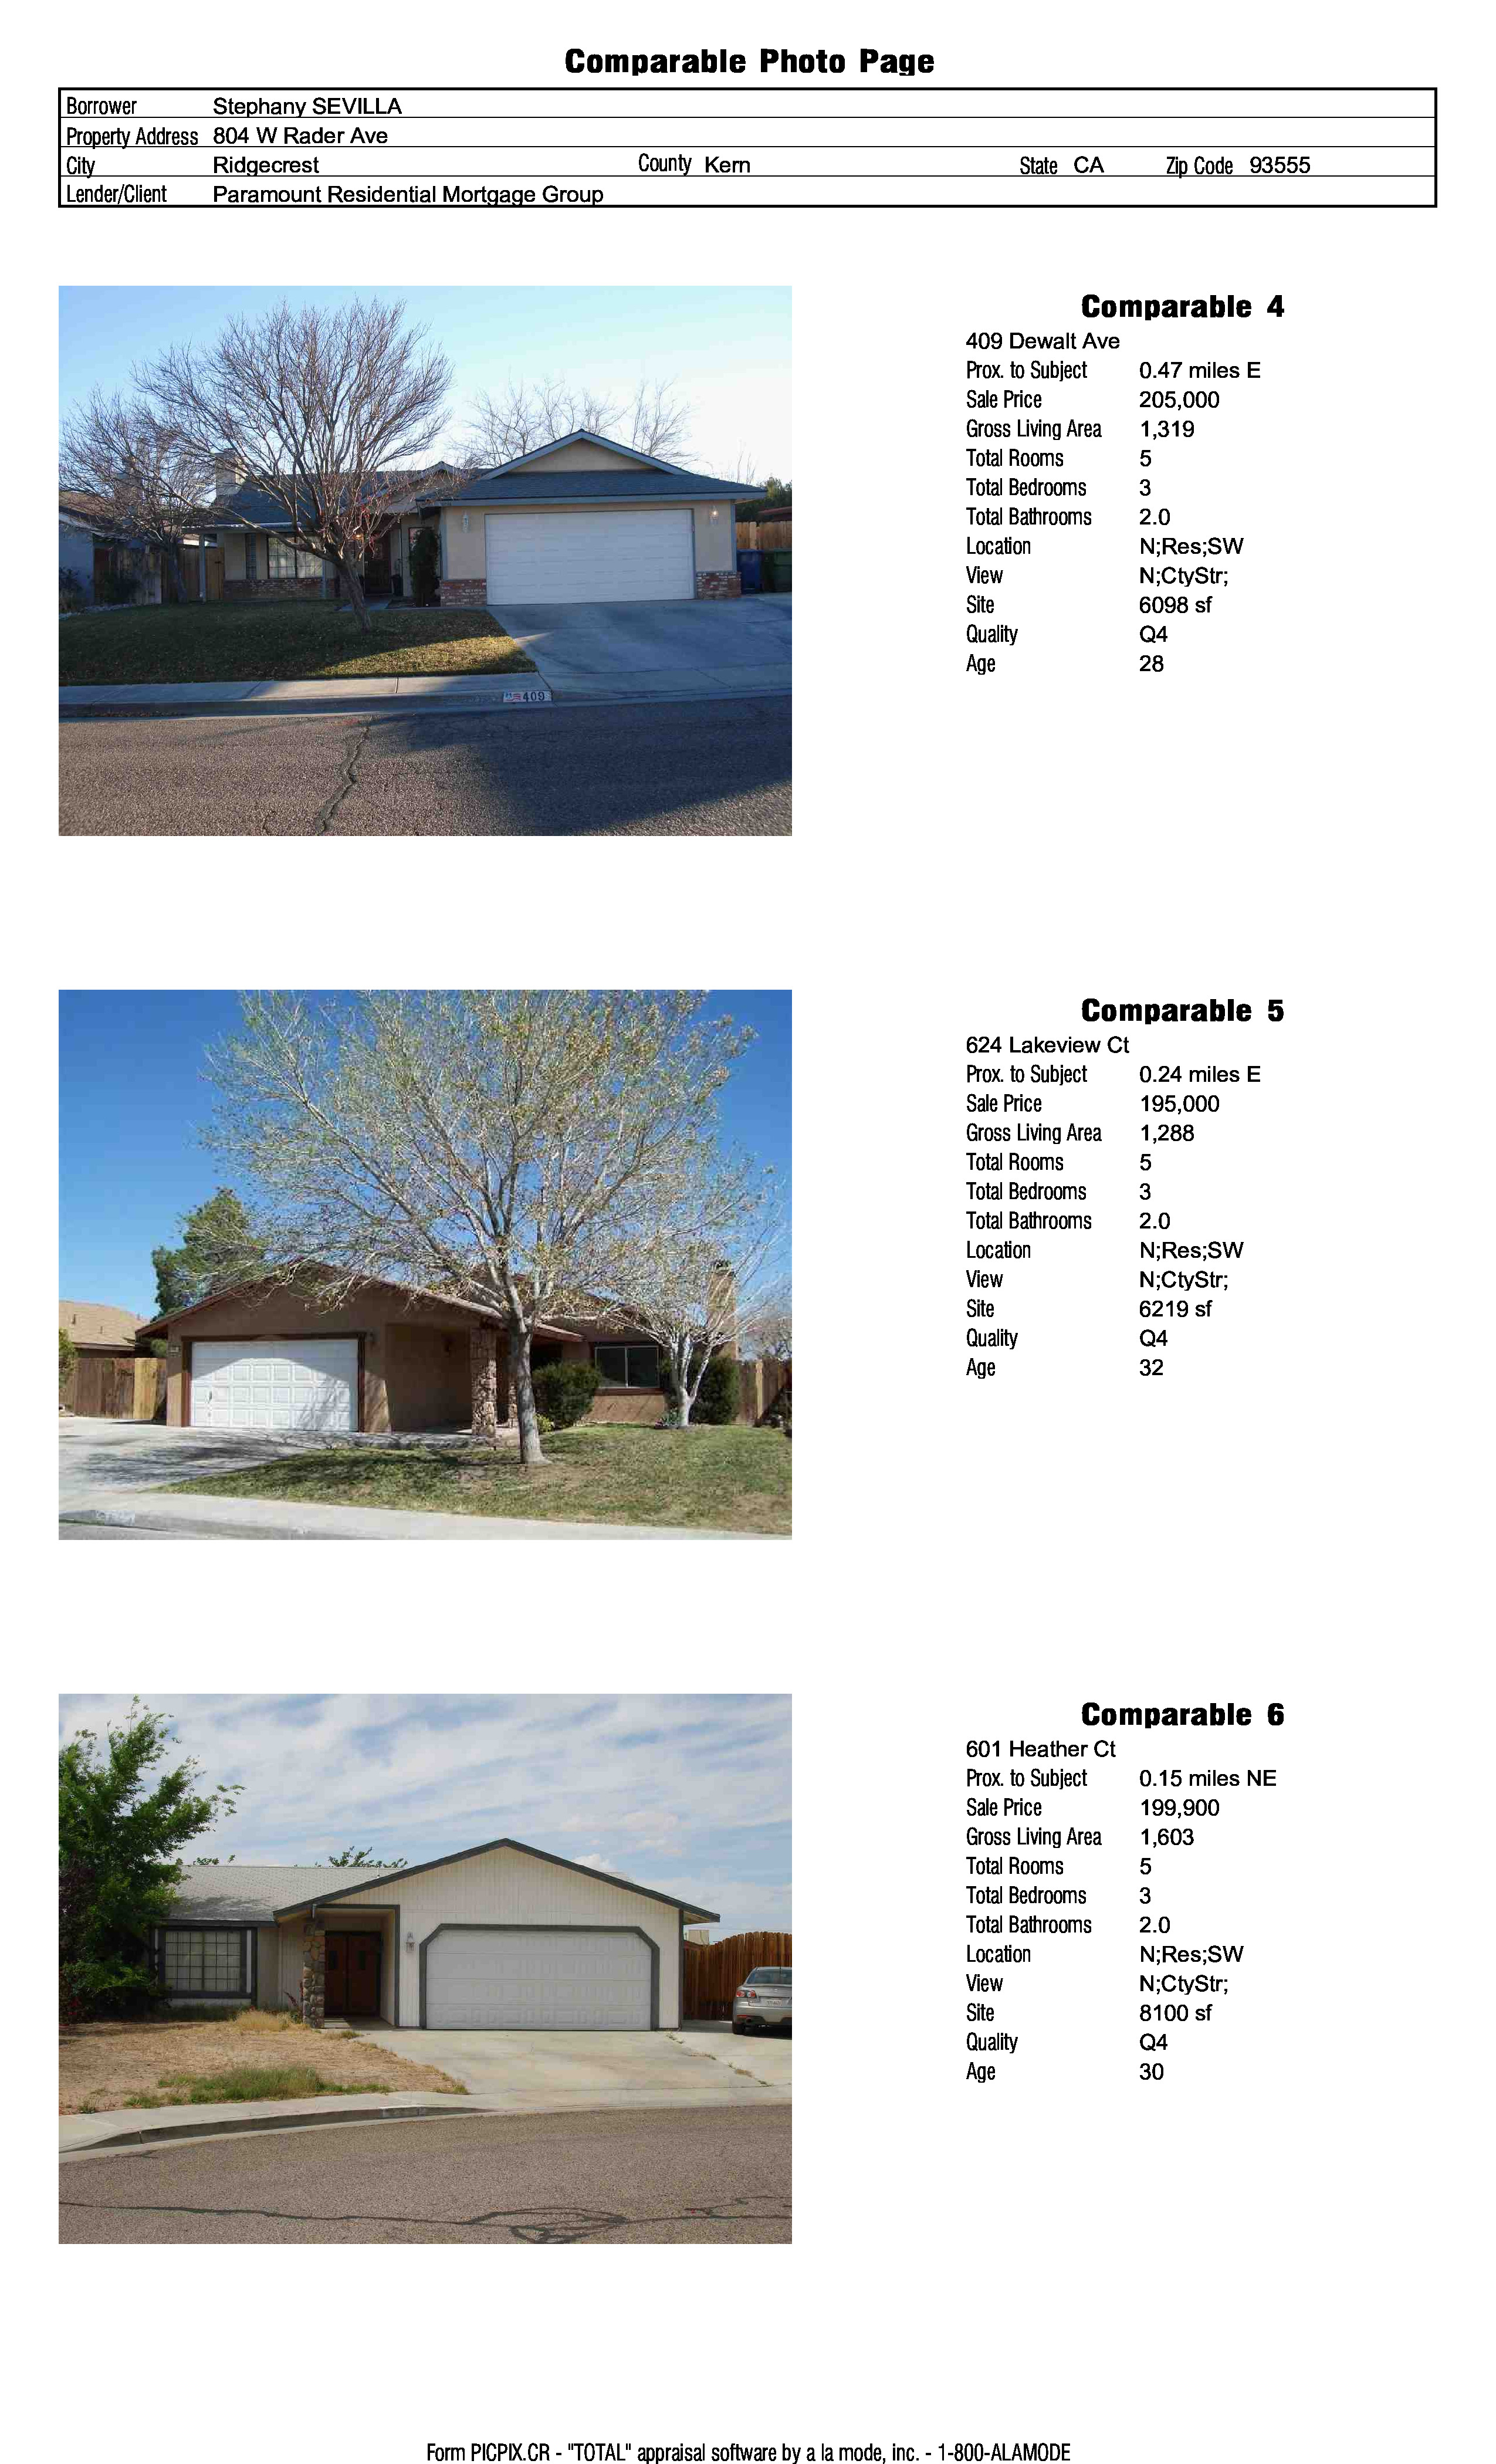 Comparable Photo Page
Borrower Stephany SEVILLA
Property Address 804 W Rader Ave
City Ridgecrest County Kern State CA Zip Code 93555
Lender/Client Paramount Residential Mortgage Group
Comparable 4
409 Dewalt Ave
Prox. to Subject 0.47 miles E
Sale Price 205,000
Gross Living Area 1,319
Total Rooms 5
Total Bedrooms 3
Total Bathrooms 2.0
Location N;Res;SW
View N;CtyStr;
Site 6098 sf
Quality Q4
Age 28
409
Comparable 5
624 Lakeview Ct
Prox. to Subject 0.24 miles E
Sale Price 195,000
Gross Living Area 1,288
Total Rooms 5
Total Bedrooms 3
Total Bathrooms 2.0
Location N;Res;SW
View N;CtyStr;
Site 6219 sf
Quality Q4
Age 32
Comparable 6
601 Heather Ct
Prox. to Subject 0.15 miles NE
Sale Price 199,900
Gross Living Area 1,603
Total Rooms 5
Total Bedrooms 3
Total Bathrooms 2.0
Location N;Res;SW
View N;CtyStr;
Site 8100 sf
Quality Q4
Age 30
Form PICPIX.CR - "TOTAL" appraisal software by a la mode, inc. - 1-800-ALAMODE